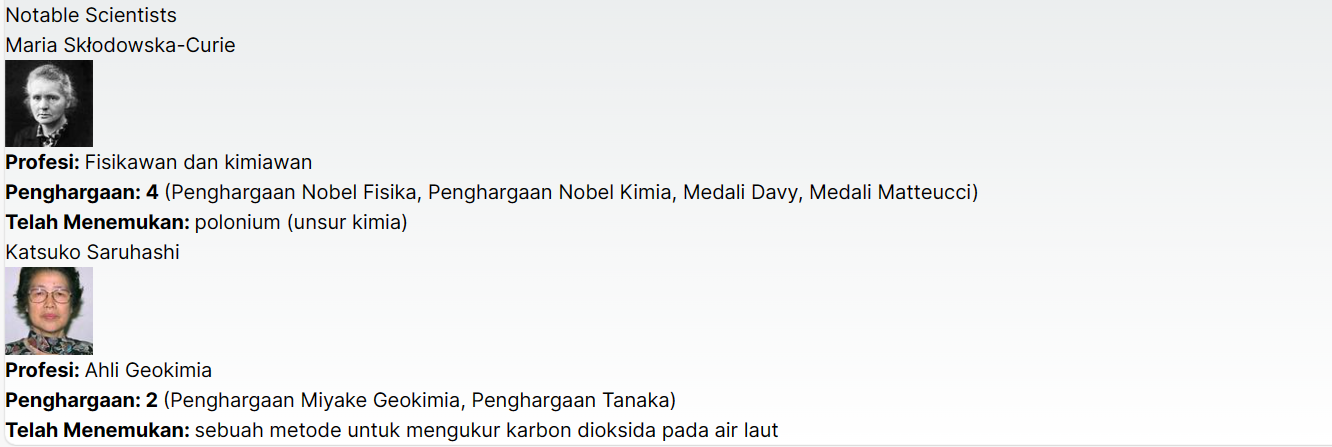 Notable Scientists
Maria Skłodowska-Curie
Profesi: Fisikawan dan kimiawan
Penghargaan: 4 (Penghargaan Nobel Fisika, Penghargaan Nobel Kimia, Medali Davy, Medali Matteucci)
Telah Menemukan: polonium (unsur kimia)
Katsuko Saruhashi
Profesi: Ahli Geokimia
Penghargaan: 2 (Penghargaan Miyake Geokimia, Penghargaan Tanaka)
Telah Menemukan: sebuah metode untuk mengukur karbon dioksida pada air laut